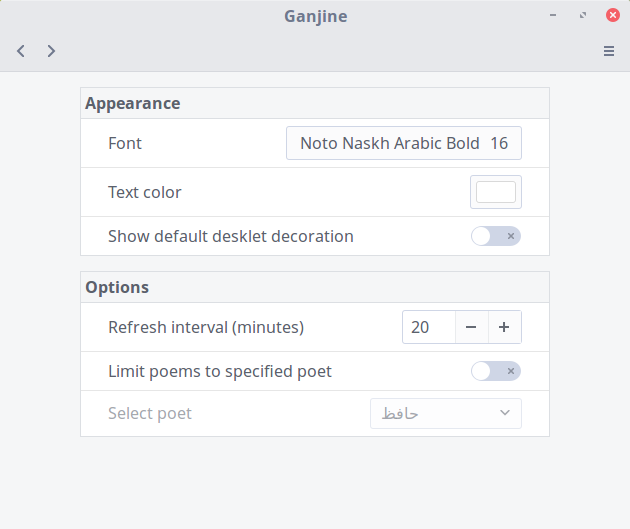 Ganjine
Appearance
Font Noto Naskh Arabic Bold 16
Text color
Show default desklet decoration
Options
Refresh interval (minutes) 20
Limit poems to specified poet
Select poet حافظ